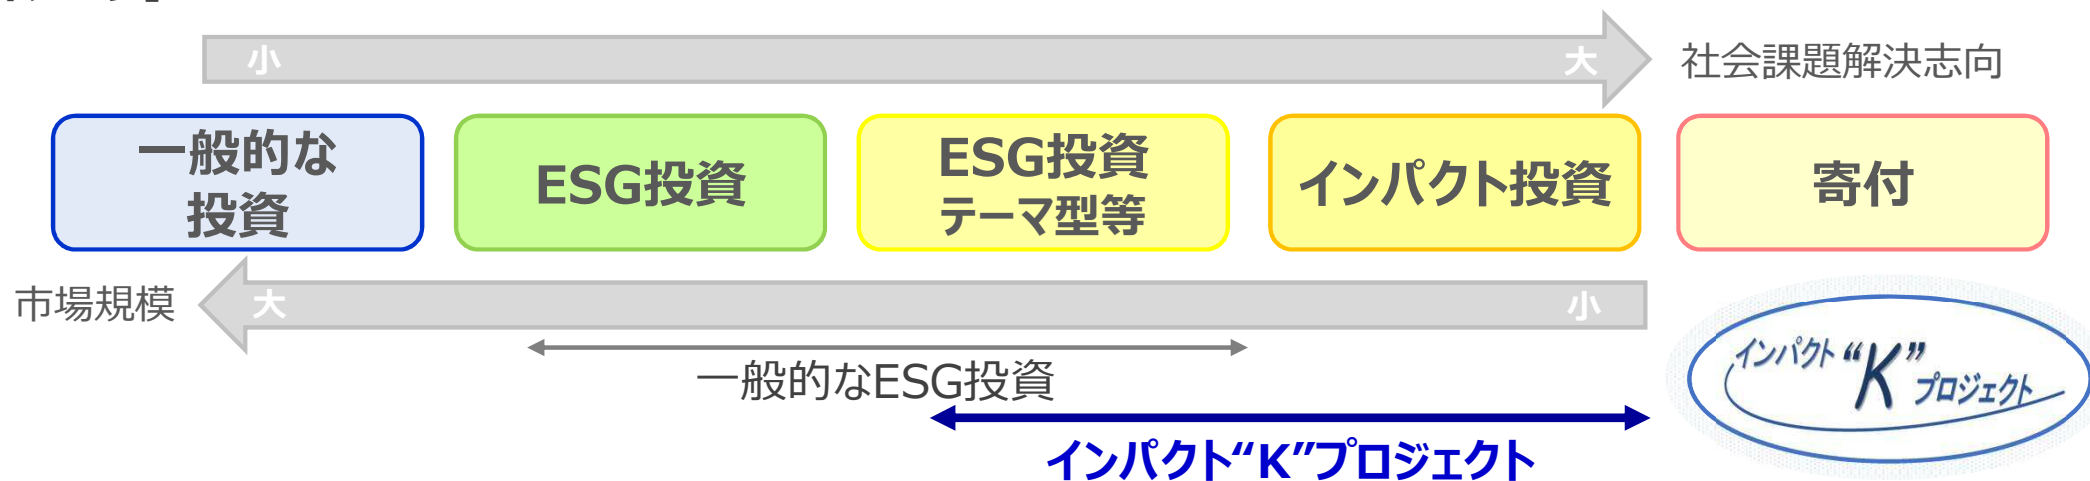 小
大
社会課題解決志向
一般的な
投資
ESG投資
ESG投資
テーマ型等
インパクト投資
寄付
市場規模
大
小
一般的なESG投資
インパクト“K”プロジェクト
インパクト“K”
プロジェクト